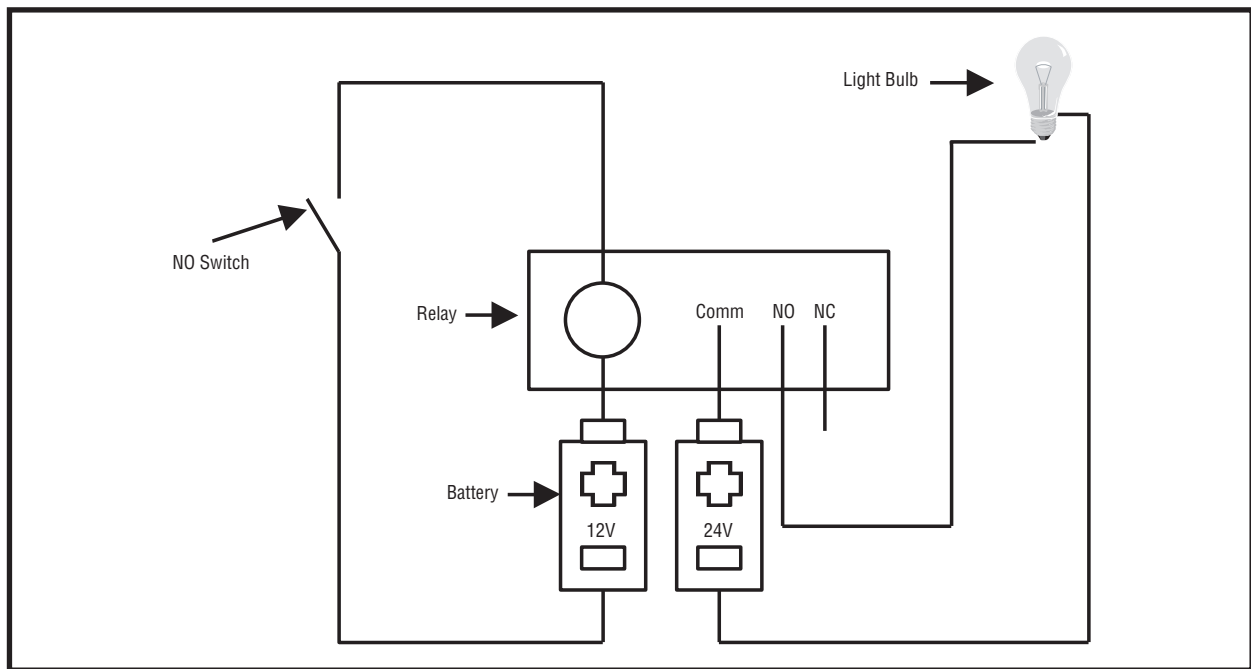 Light Bulb
NO Switch
Relay
Comm NO NC
Battery
12V
24V